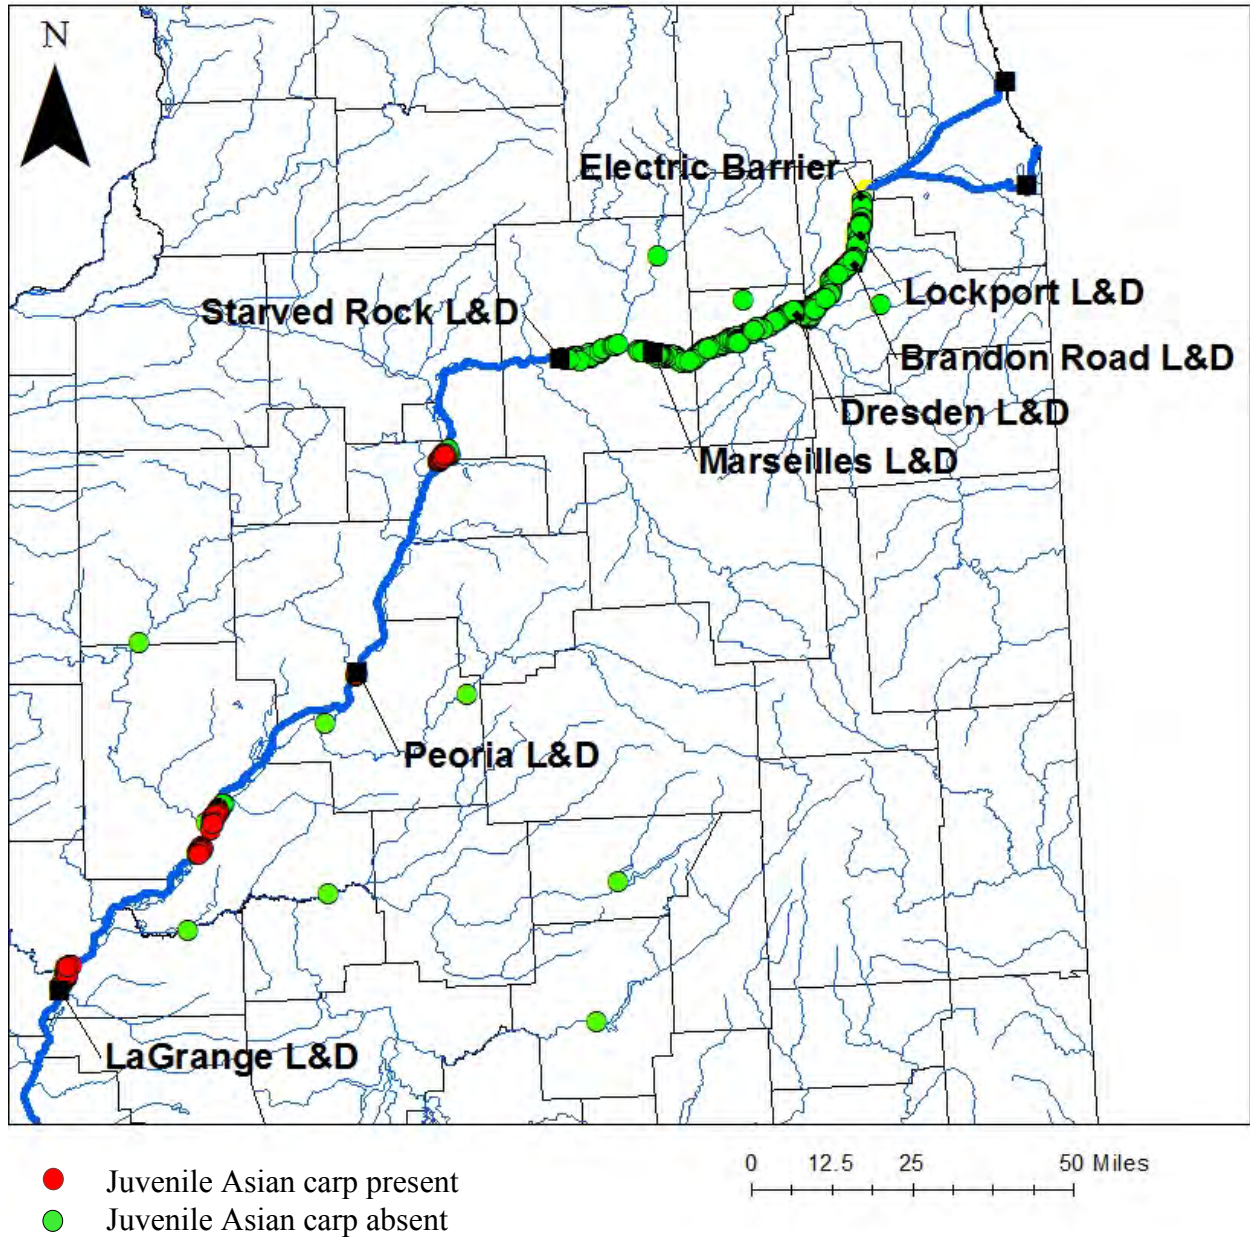 N
Electric Barrier
Starved Rock L&D
Lockport L&D
Brandon Road L&D
Dresden L&D
Marseilles L&D
Peoria L&D
LaGrange L&D
0 12.5 25 50 Miles
Juvenile Asian carp present
Juvenile Asian carp absent